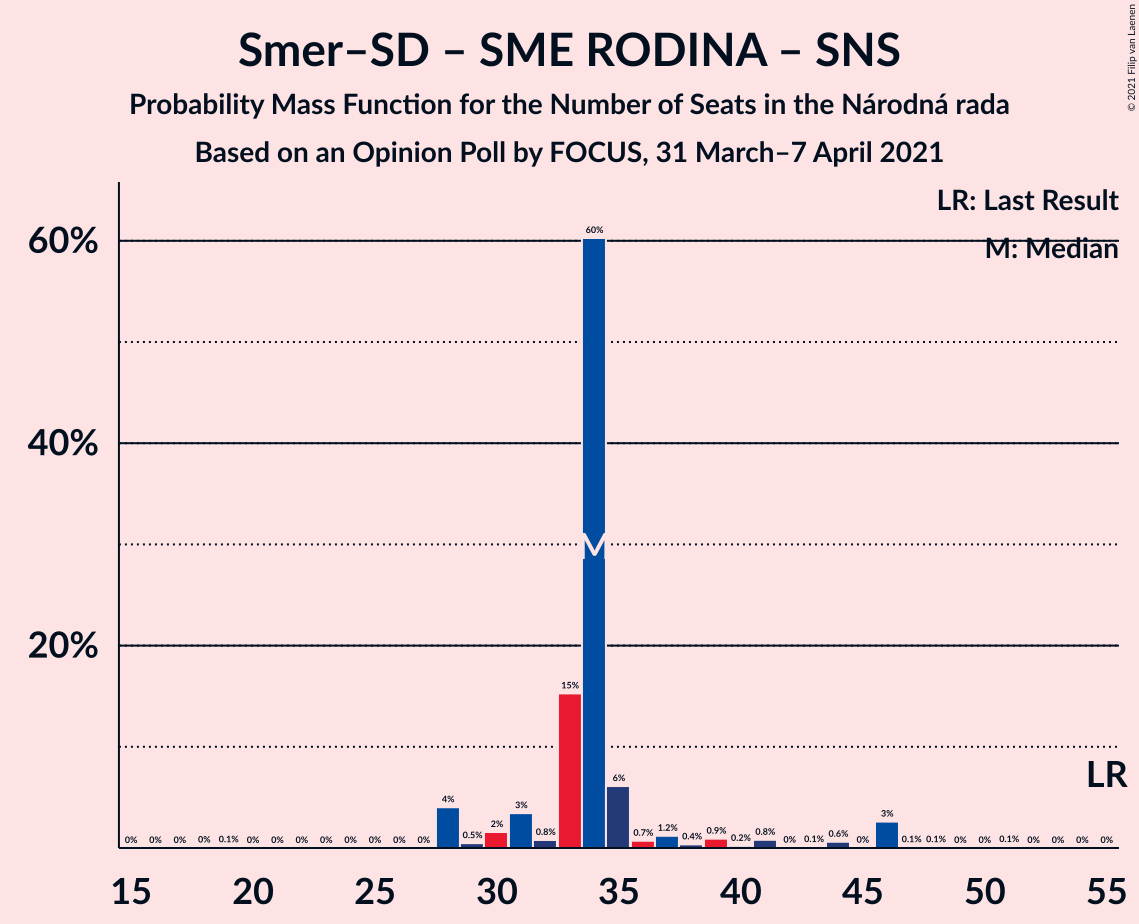 Smer–SD – SME RODINA – SNS
Probability Mass Function for the Number of Seats in the Národná rada
Based on an Opinion Poll by FOCUS, 31 March–7 April 2021
© 2021 Filip van Laenen
LR: Last Result
M: Median
60%
40%
20%
60%
M
15%
LR
6%
4%
3%
3%
0% 0% 0% 0% 0.1% 0% 0% 0% 0% 0% 0% 0% 0% 0.5% 2% 0.8% 0.7% 1.2% 0.4% 0.9% 0.2% 0.8% 0% 0.1% 0.6% 0% 0.1% 0.1% 0% 0% 0.1% 0% 0% 0% 0%
15 20 25 30 35 40 45 50 55